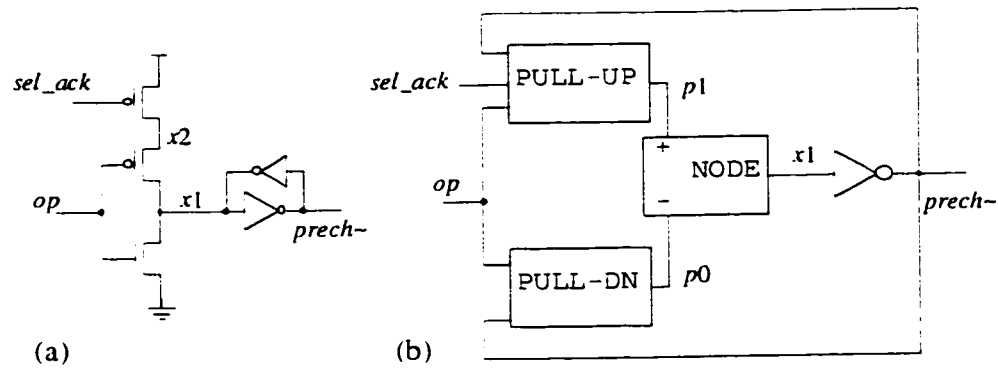 sel_ack
x2
op
x1
prech~
(a)
sel_ack
PULL-UP
p1
+
NODE
x1
−
op
prech~
PULL-DN
p0
(b)